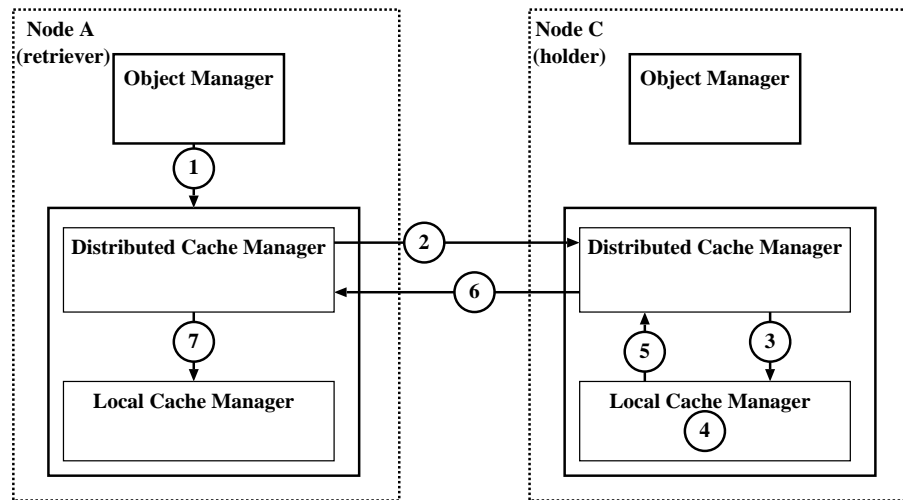 Node A
(retriever)
Object Manager
1
Distributed Cache Manager
2
6
7
Local Cache Manager
Node C
(holder)
Object Manager
Distributed Cache Manager
5
3
Local Cache Manager
4